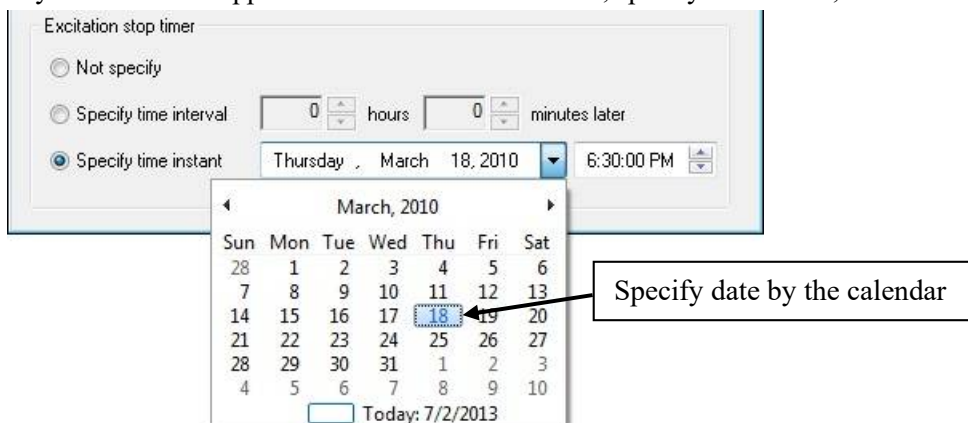 Excitation stop timer
Not specify
Specify time interval 0 hours 0 minutes later
Specify time instant Thursday , March 18, 2010 6:30:00 PM
March, 2010
Sun Mon Tue Wed Thu Fri Sat
28 1 2 3 4 5 6
7 8 9 10 11 12 13
14 15 16 17 18 19 20
21 22 23 24 25 26 27
28 29 30 31 1 2 3
4 5 6 7 8 9 10
Today: 7/2/2013
Specify date by the calendar